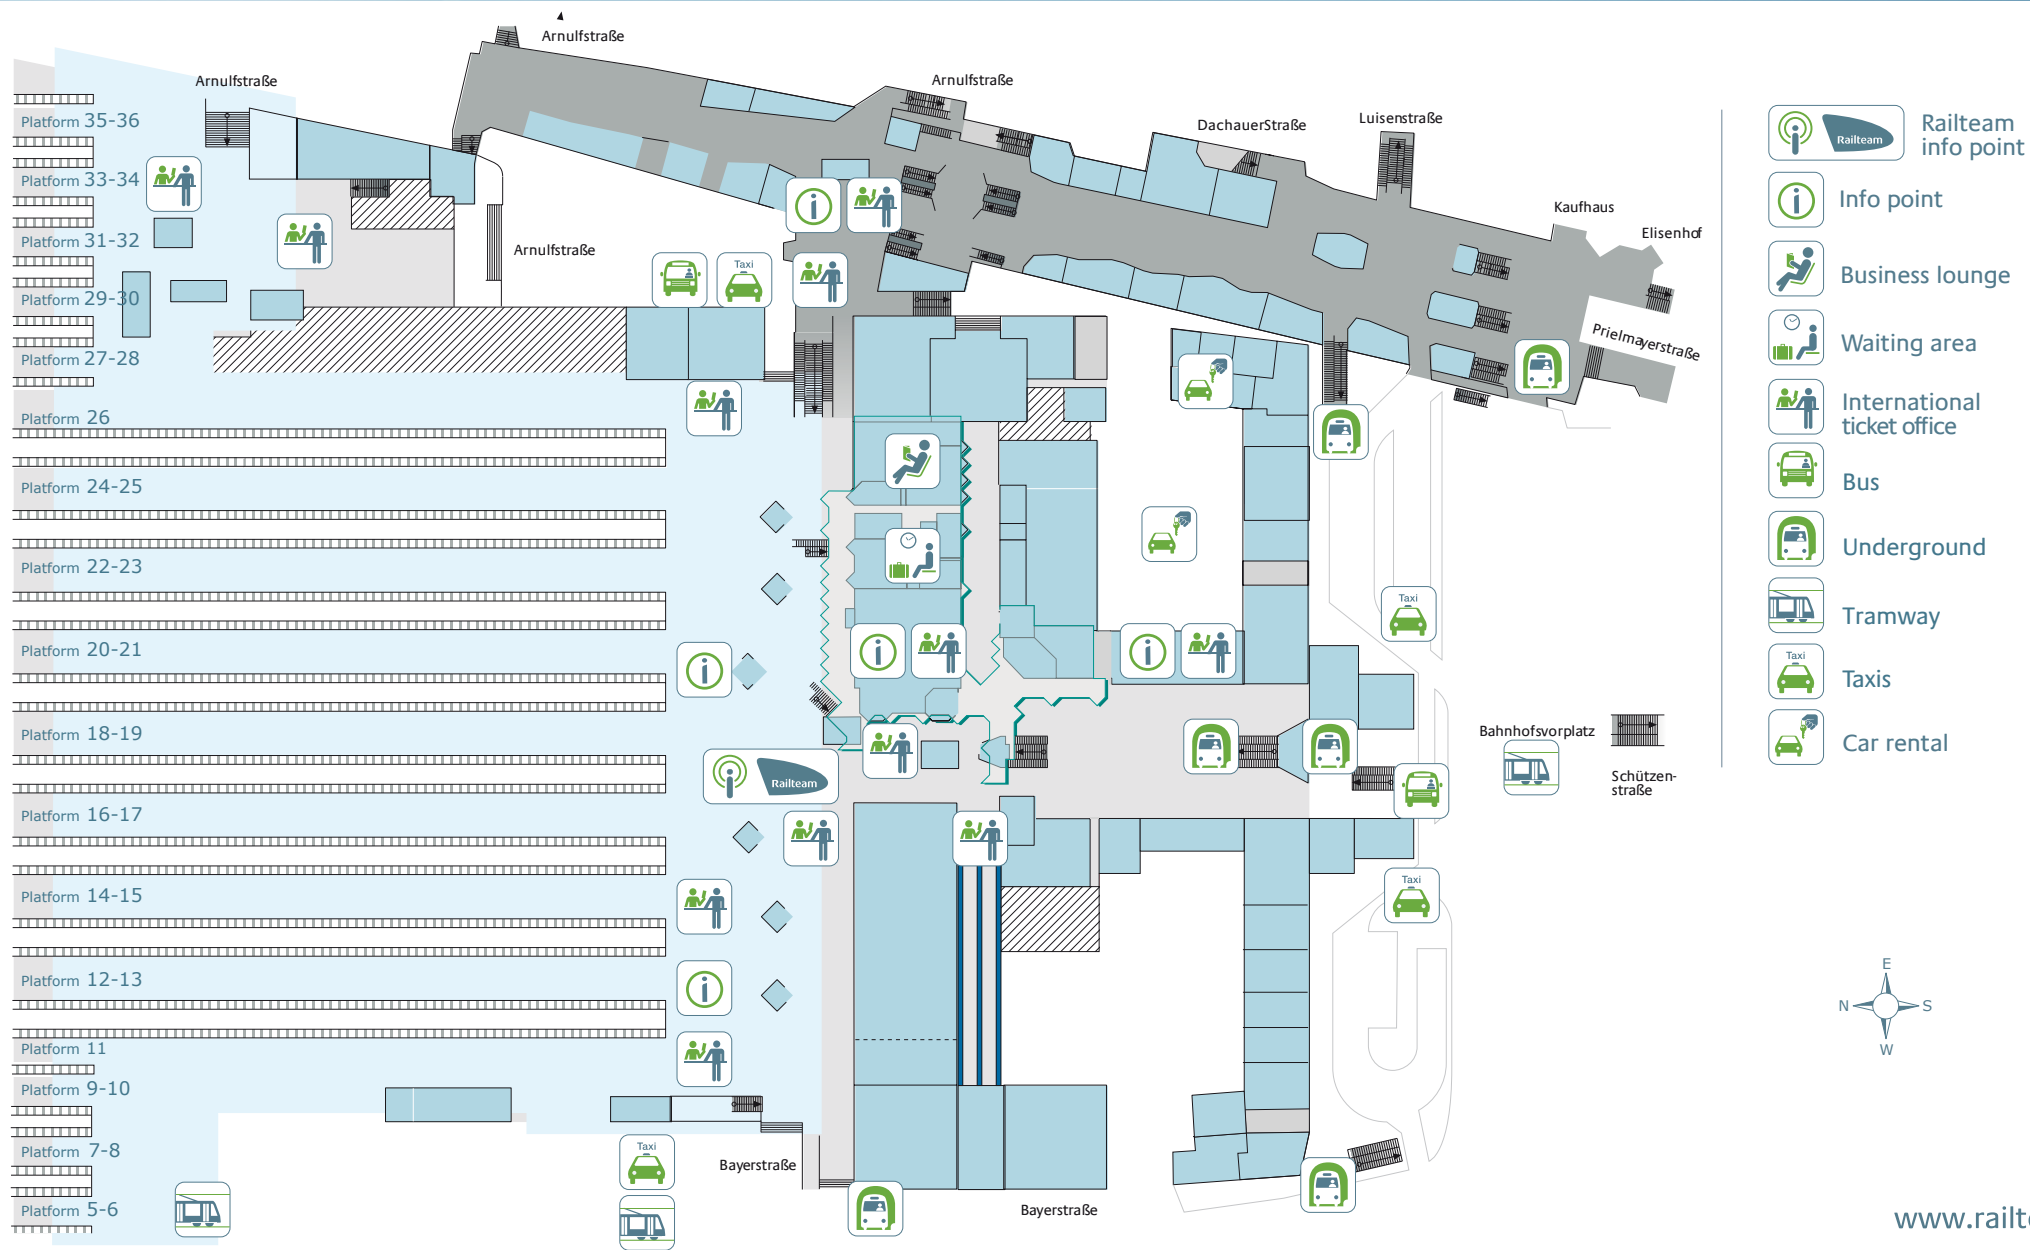 Arnulfstraße
Arnulfstraße
Arnulfstraße
DachauerStraße
Luisenstraße
Kaufhaus
Elisenhof
Prielmayerstraße
Arnulfstraße
Platform 35-36
Platform 33-34
Platform 31-32
Platform 29-30
Platform 27-28
Platform 26
Platform 24-25
Platform 22-23
Platform 20-21
Platform 18-19
Platform 16-17
Platform 14-15
Platform 12-13
Platform 11
Platform 9-10
Platform 7-8
Platform 5-6
Taxi
Taxi
Railteam
Bahnhofsvorplatz
Schützen-
straße
Taxi
Taxi
Bayerstraße
Bayerstraße
Railteam
Railteam
info point
Info point
Business lounge
Waiting area
International
ticket office
Bus
Underground
Tramway
Taxi
Taxis
Car rental
E
N
S
W
www.railt